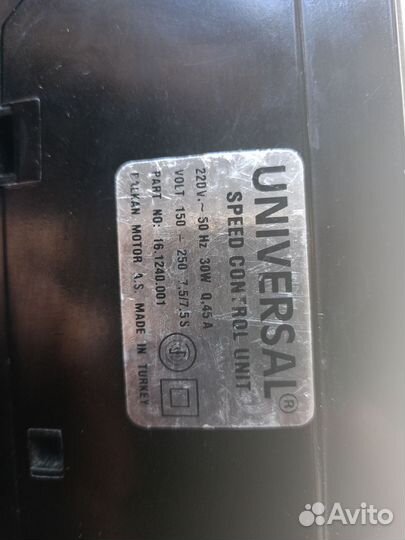 UNIVERSAL®
SPEED CONTROL UNIT
220V.~ 50 Hz 30W 0,45 A
VOLT 150 – 250 7,5/7,5 S
PART NO: 16.1240.001
BALKAN MOTOR A.S. MADE IN TURKEY
Avito